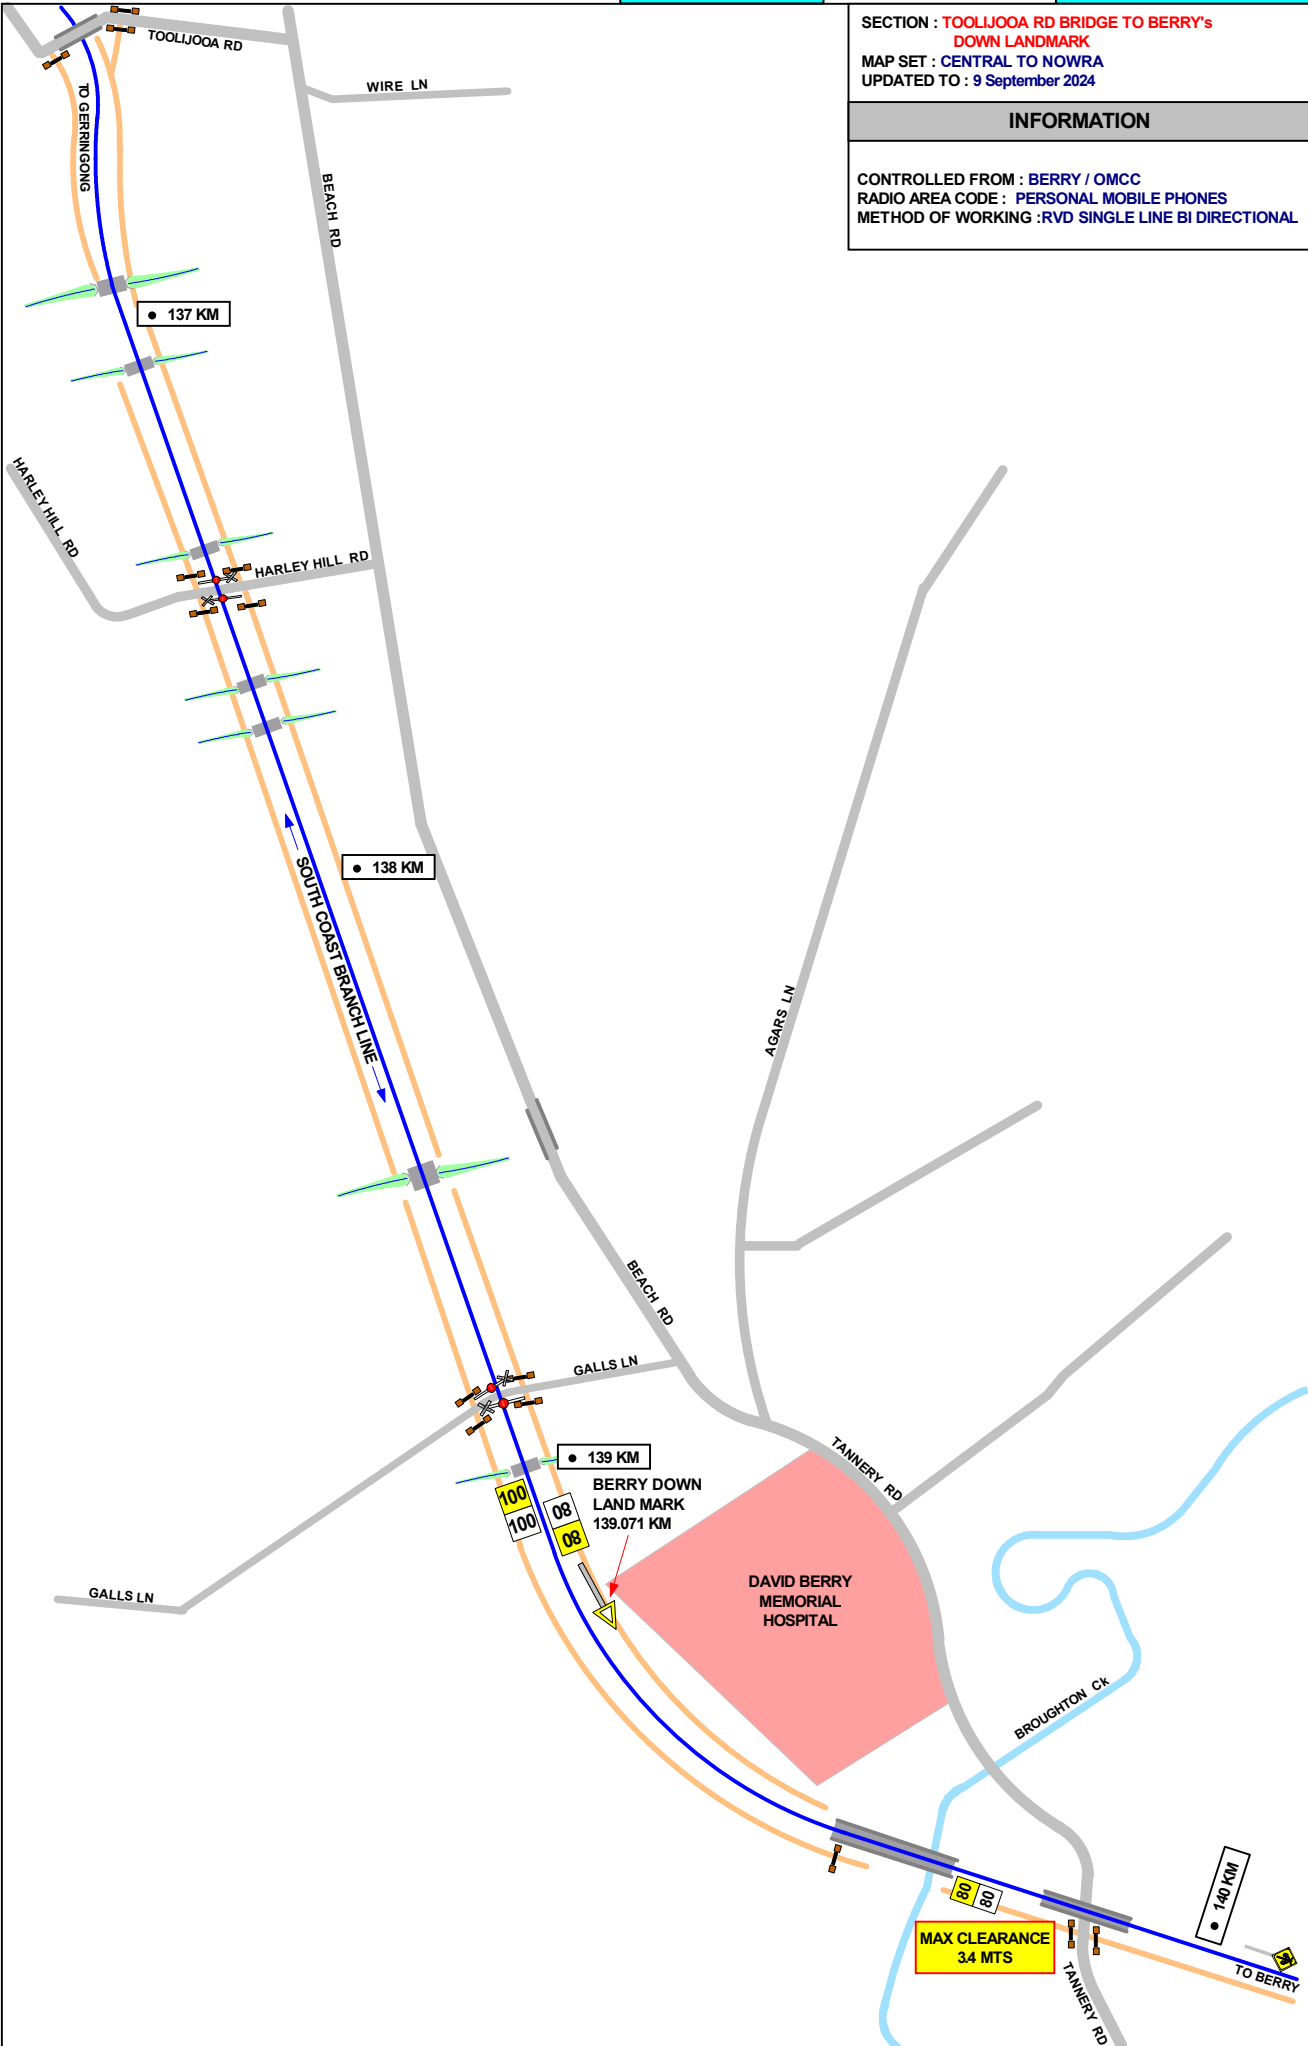 SECTION : TOOLIJOOA RD BRIDGE TO BERRY's
DOWN LANDMARK
MAP SET : CENTRAL TO NOWRA
UPDATED TO : 9 September 2024
INFORMATION
CONTROLLED FROM : BERRY / OMCC
RADIO AREA CODE : PERSONAL MOBILE PHONES
METHOD OF WORKING :RVD SINGLE LINE BI DIRECTIONAL
TOOLIJOOA RD
WIRE LN
TO GERRINGONG
BEACH RD
137 KM
HARLEY HILL RD
HARLEY HILL RD
138 KM
SOUTH COAST BRANCH LINE
AGARS LN
BEACH RD
GALLS LN
139 KM
BERRY DOWN
LAND MARK
139.071 KM
100
100
80
80
TANNERY RD
GALLS LN
DAVID BERRY
MEMORIAL
HOSPITAL
BROUGHTON Ck
140 KM
80
80
MAX CLEARANCE
3.4 MTS
TO BERRY
TANNERY RD